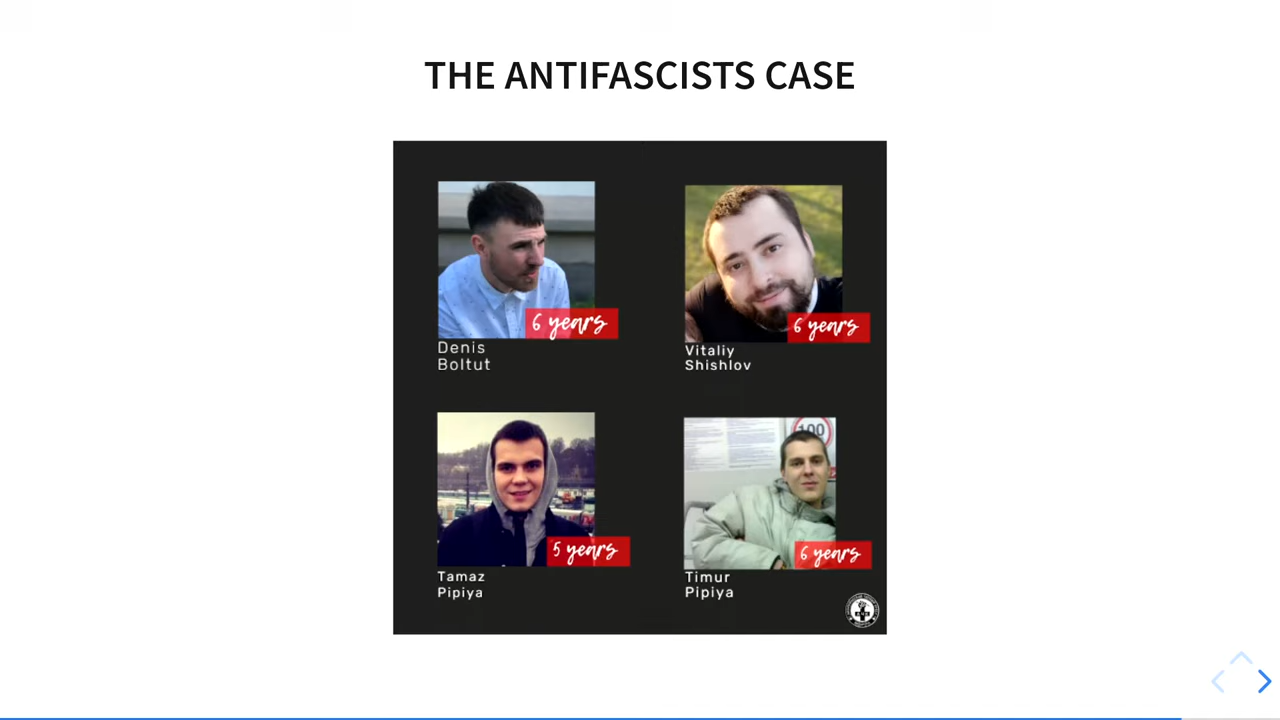 THE ANTIFASCISTS CASE
6 years
Denis
Boltut
6 years
Vitaliy
Shishlov
5 years
Tamaz
Pipiya
100
6 years
Timur
Pipiya